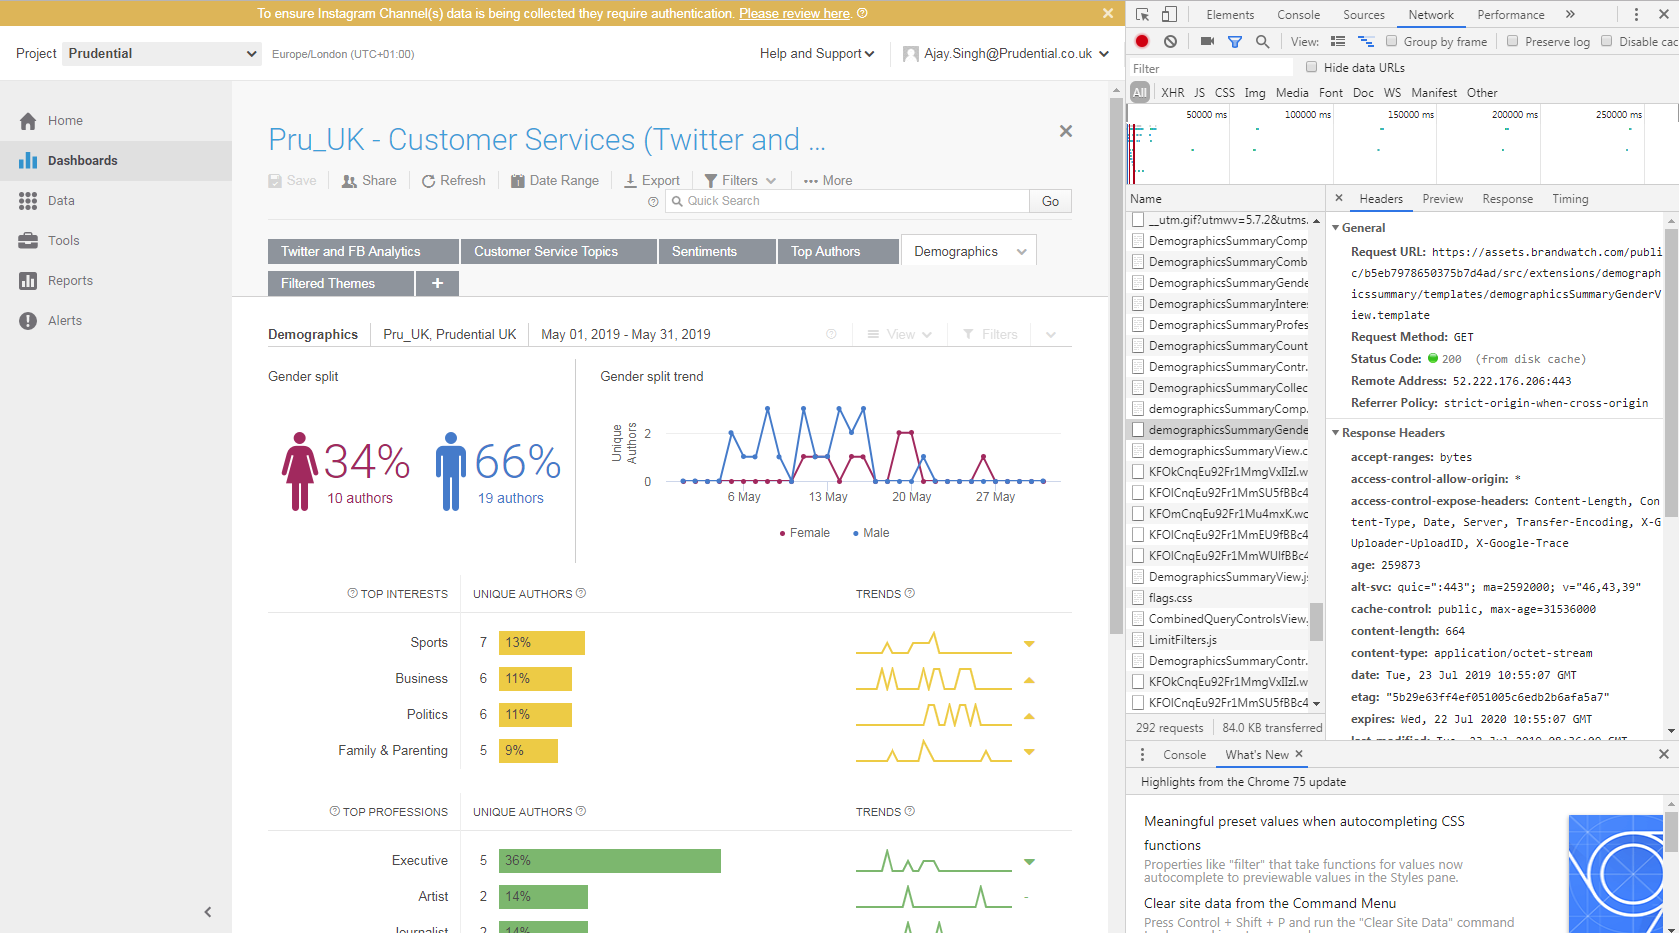 To ensure Instagram Channel(s) data is being collected they require authentication. Please review here.
Project Prudential Europe/London (UTC+01:00)
Help and Support
Ajay.Singh@Prudential.co.uk
Home
Dashboards
Data
Tools
Reports
Alerts
Pru_UK - Customer Services (Twitter and ...
Save Share Refresh Date Range Export Filters More
Quick Search Go
Twitter and FB Analytics Customer Service Topics Sentiments Top Authors Demographics
Filtered Themes +
Demographics Pru_UK, Prudential UK May 01, 2019 - May 31, 2019 View Filters
Gender split
34%
10 authors
66%
19 authors
Gender split trend
Unique
Authors
2
0
6 May 13 May 20 May 27 May
Female Male
TOP INTERESTS UNIQUE AUTHORS TRENDS
Sports 7 13%
Business 6 11%
Politics 6 11%
Family & Parenting 5 9%
TOP PROFESSIONS UNIQUE AUTHORS TRENDS
Executive 5 36%
Artist 2 14% -
Journalist 2 14%
Elements Console Sources Network Performance
View: Group by frame Preserve log Disable cac
Filter Hide data URLs
All XHR JS CSS Img Media Font Doc WS Manifest Other
50000 ms 100000 ms 150000 ms 200000 ms 250000 ms
Name
__utm.gif?utmwv=5.7.2&utms.
DemographicsSummaryComp
DemographicsSummaryComb
DemographicsSummaryGende
DemographicsSummaryInteres
DemographicsSummaryProfes
DemographicsSummaryCount
DemographicsSummaryContr.
DemographicsSummaryCollec
demographicsSummaryComp.
demographicsSummaryGende
demographicsSummaryView.c
KFOkCnqEu92Fr1MmgVxIIzI.w
KFOlCnqEu92Fr1MmSU5fBBc4
KFOmCnqEu92Fr1Mu4mxK.wc
KFOlCnqEu92Fr1MmEU9fBBc4
KFOlCnqEu92Fr1MmWUlfBBc4
DemographicsSummaryView.js
flags.css
CombinedQueryControlsView.
LimitFilters.js
DemographicsSummaryContr.
KFOkCnqEu92Fr1MmgVxIIzI.w
KFOlCnqEu92Fr1MmSU5fBBc4
292 requests 84.0 KB transferred
Headers Preview Response Timing
General
Request URL: https://assets.brandwatch.com/publi
c/b5eb7978650375b7d4ad/src/extensions/demograph
icssummary/templates/demographicsSummaryGenderV
iew.template
Request Method: GET
Status Code: 200 (from disk cache)
Remote Address: 52.222.176.206:443
Referrer Policy: strict-origin-when-cross-origin
Response Headers
accept-ranges: bytes
access-control-allow-origin: *
access-control-expose-headers: Content-Length, Con
tent-Type, Date, Server, Transfer-Encoding, X-G
Uploader-UploadID, X-Google-Trace
age: 259873
alt-svc: quic=":443"; ma=2592000; v="46,43,39"
cache-control: public, max-age=31536000
content-length: 664
content-type: application/octet-stream
date: Tue, 23 Jul 2019 10:55:07 GMT
etag: "5b29e63ff4ef051005c6edb2b6afa5a7"
expires: Wed, 22 Jul 2020 10:55:07 GMT
Console What's New
Highlights from the Chrome 75 update
Meaningful preset values when autocompleting CSS
functions
Properties like "filter" that take functions for values now
autocomplete to previewable values in the Styles pane.
Clear site data from the Command Menu
Press Control + Shift + P and run the "Clear Site Data" command